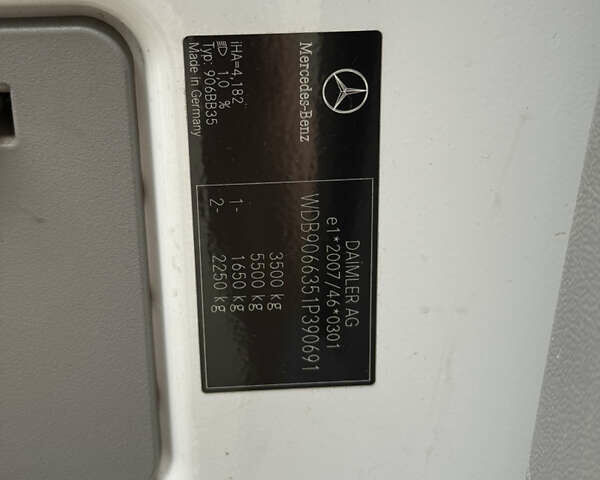 Mercedes-Benz
iHA=4,182
1,0 %
Typ: 906BB35
Made in Germany
DAIMLER AG
e1*2007/46*0301
WDB9066351P390691
3500 kg
5500 kg
1- 1650 kg
2- 2250 kg